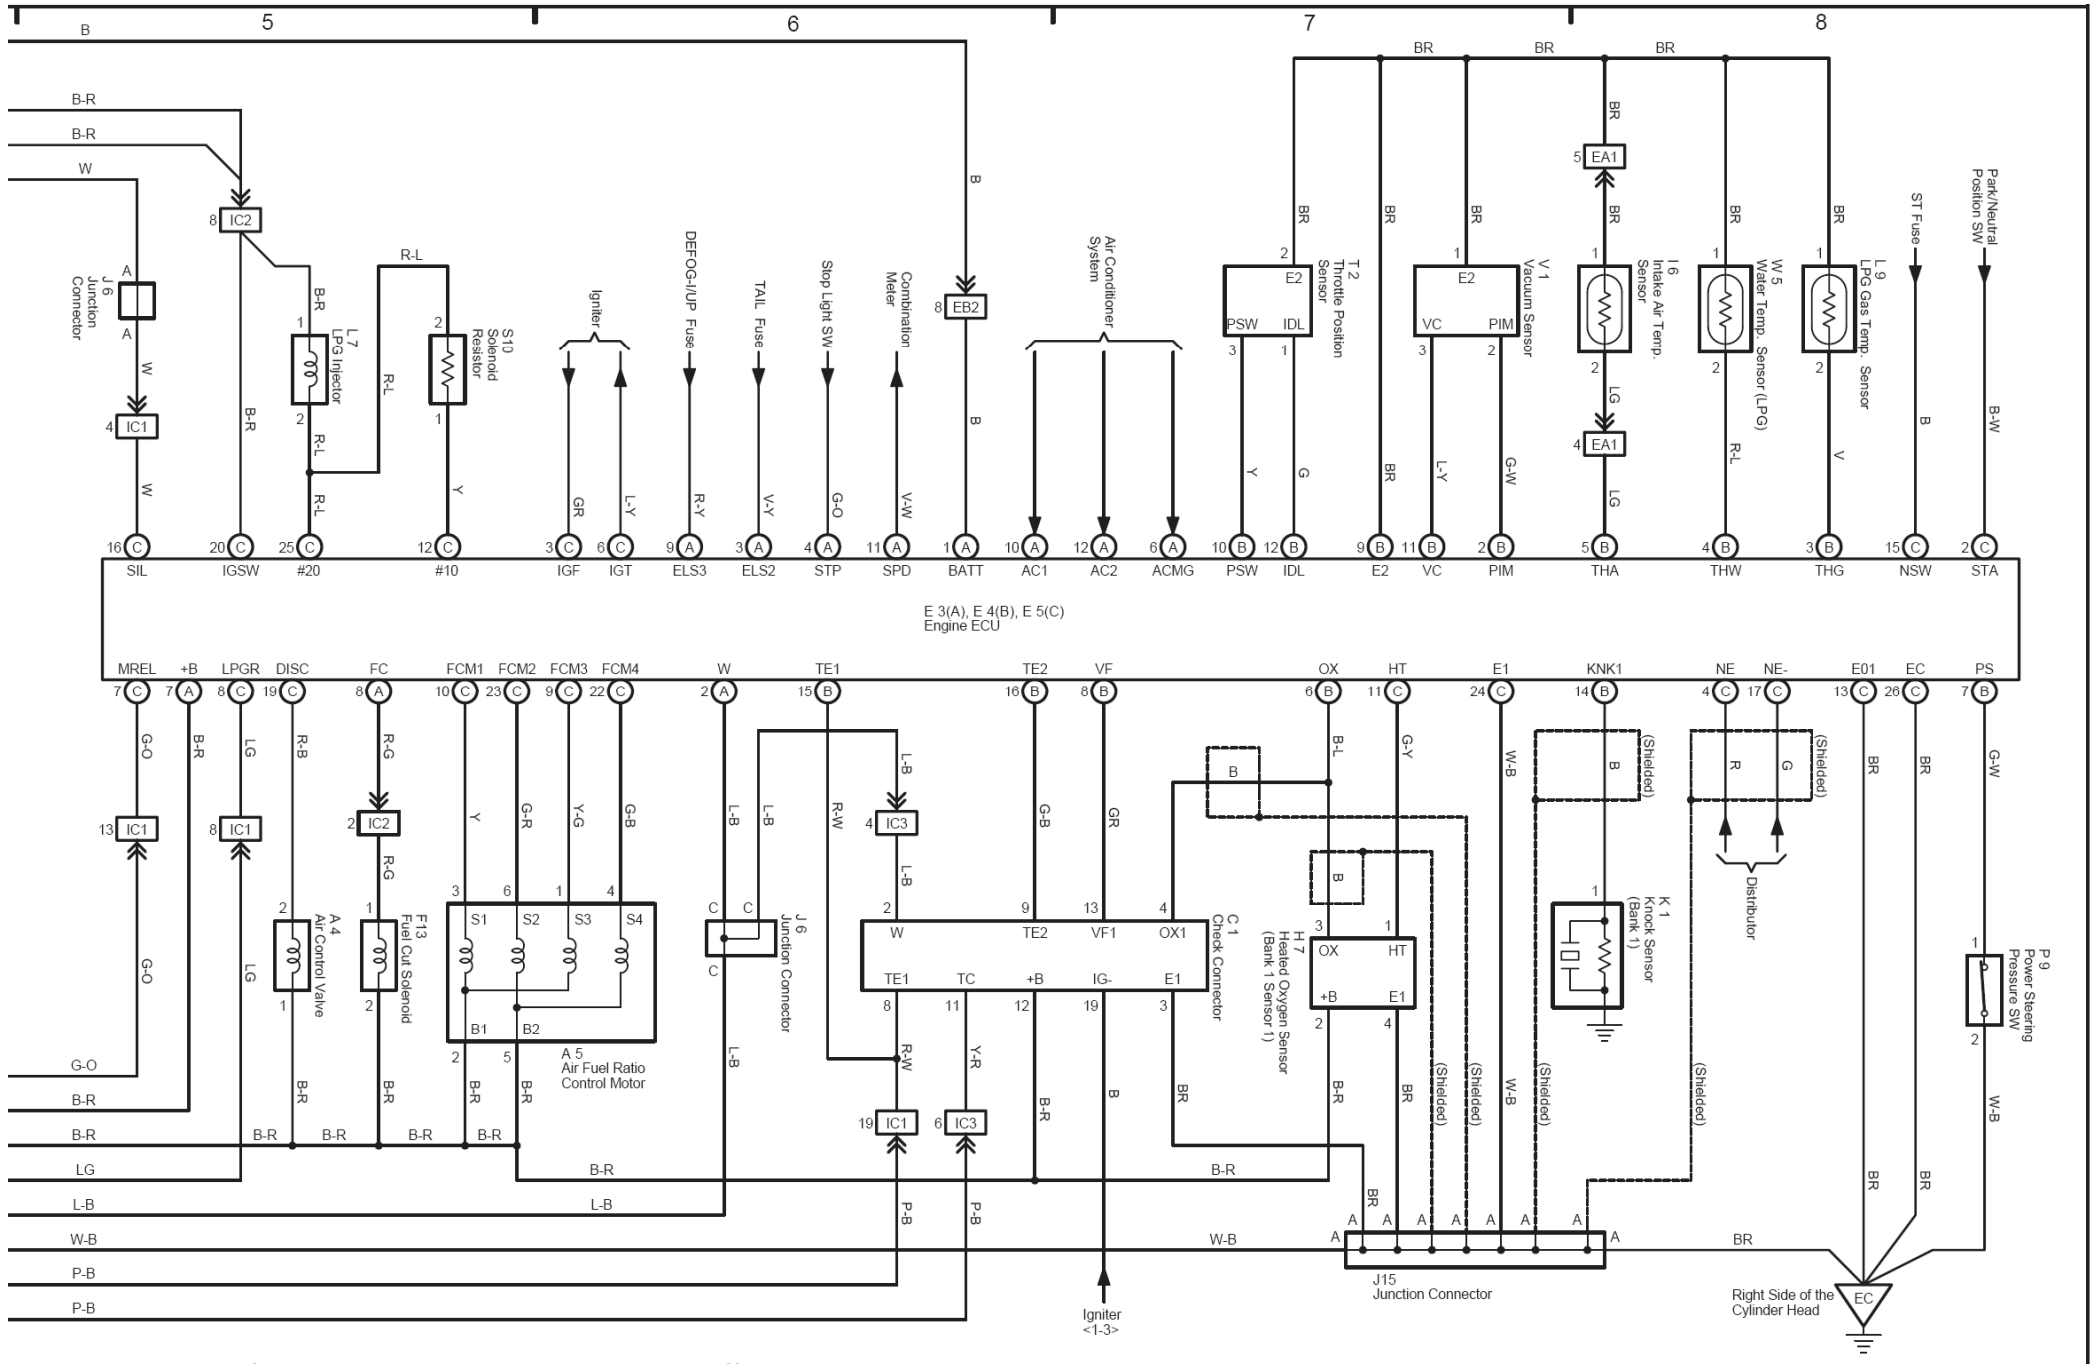 5 6 7 8
B
BR BR BR
B-R
B-R
W
BR
5 EA1
B
BR BR BR BR BR
8 IC2
ST Fuse
Park/Neutral
Position SW
R-L
A
J 6
Junction
Connector
A
B-R
1
L 7
LPG Injector
2
R-L
R-L
2
S10
Solenoid
Resistor
1
Igniter
DEFOG-I/UP Fuse
TAIL Fuse
Stop Light SW
Combination
Meter
8 EB2
Air Conditioner
System
2
E2
PSW IDL
3 1
T 2
Throttle Position
Sensor
1
E2
VC PIM
3 2
V 1
Vacuum Sensor
1
I 6
Intake Air Temp.
Sensor
2
1
W 5
Water Temp. Sensor (LPG)
2
1
L 9
LPG Gas Temp. Sensor
2
W
4 IC1
W
B-R
R-L
Y
GR
L-Y
R-Y
V-Y
G-O
V-W
B
Y
G
BR
L-Y
G-W
LG
4 EA1
LG
R-L
V
B
B-W
16 C 20 C 25 C 12 C 3 C 6 C 9 A 3 A 4 A 11 A 1 A 10 A 12 A 6 A 10 B 12 B 9 B 11 B 2 B 5 B 4 B 3 B 15 C 2 C
SIL IGSW #20 #10 IGF IGT ELS3 ELS2 STP SPD BATT AC1 AC2 ACMG PSW IDL E2 VC PIM THA THW THG NSW STA
E 3(A), E 4(B), E 5(C)
Engine ECU
MREL +B LPGR DISC FC FCM1 FCM2 FCM3 FCM4 W TE1 TE2 VF OX HT E1 KNK1 NE NE- E01 EC PS
7 C 7 A 8 C 19 C 8 A 10 C 23 C 9 C 22 C 2 A 15 B 16 B 8 B 6 B 11 C 24 C 14 B 4 C 17 C 13 C 26 C 7 B
G-O
B-R
LG
R-B
R-G
L-B
B-L
G-Y
W-B
B
(Shielded)
R
G
(Shielded)
BR
BR
G-W
B
13 IC1
8 IC1
2 IC2
Y
G-R
Y-G
G-B
L-B
L-B
R-W
4 IC3
G-B
GR
R-G
L-B
B
3 6 1 4
S1 S2 S3 S4
B1 B2
2 5
A 5
Air Fuel Ratio
Control Motor
2
A 4
Air Control Valve
1
1
F13
Fuel Cut Solenoid
2
C C
J 6
Junction Connector
C
2 9 13 4
W TE2 VF1 OX1
TE1 TC +B IG- E1
8 11 12 19 3
C 1
Check Connector
3 1
OX HT
+B E1
2 4
H 7
Heated Oxygen Sensor
(Bank 1 Sensor 1)
1
K 1
Knock Sensor
(Bank 1)
Distributor
1
P 9
Power Steering
Pressure SW
2
G-O
LG
L-B
R-W
Y-R
G-O
B-R
B-R B-R B-R B-R B-R
B-R B-R B-R B-R
19 IC1
6 IC3
B-R
B
BR
B-R
BR
(Shielded)
(Shielded)
W-B
(Shielded)
(Shielded)
W-B
LG
B-R
B-R
BR
BR
L-B
L-B
P-B
P-B
BR
A A A A A A A
W-B
W-B
A
A
BR
P-B
P-B
J15
Junction Connector
Igniter
<1-3>
Right Side of the
Cylinder Head
EC